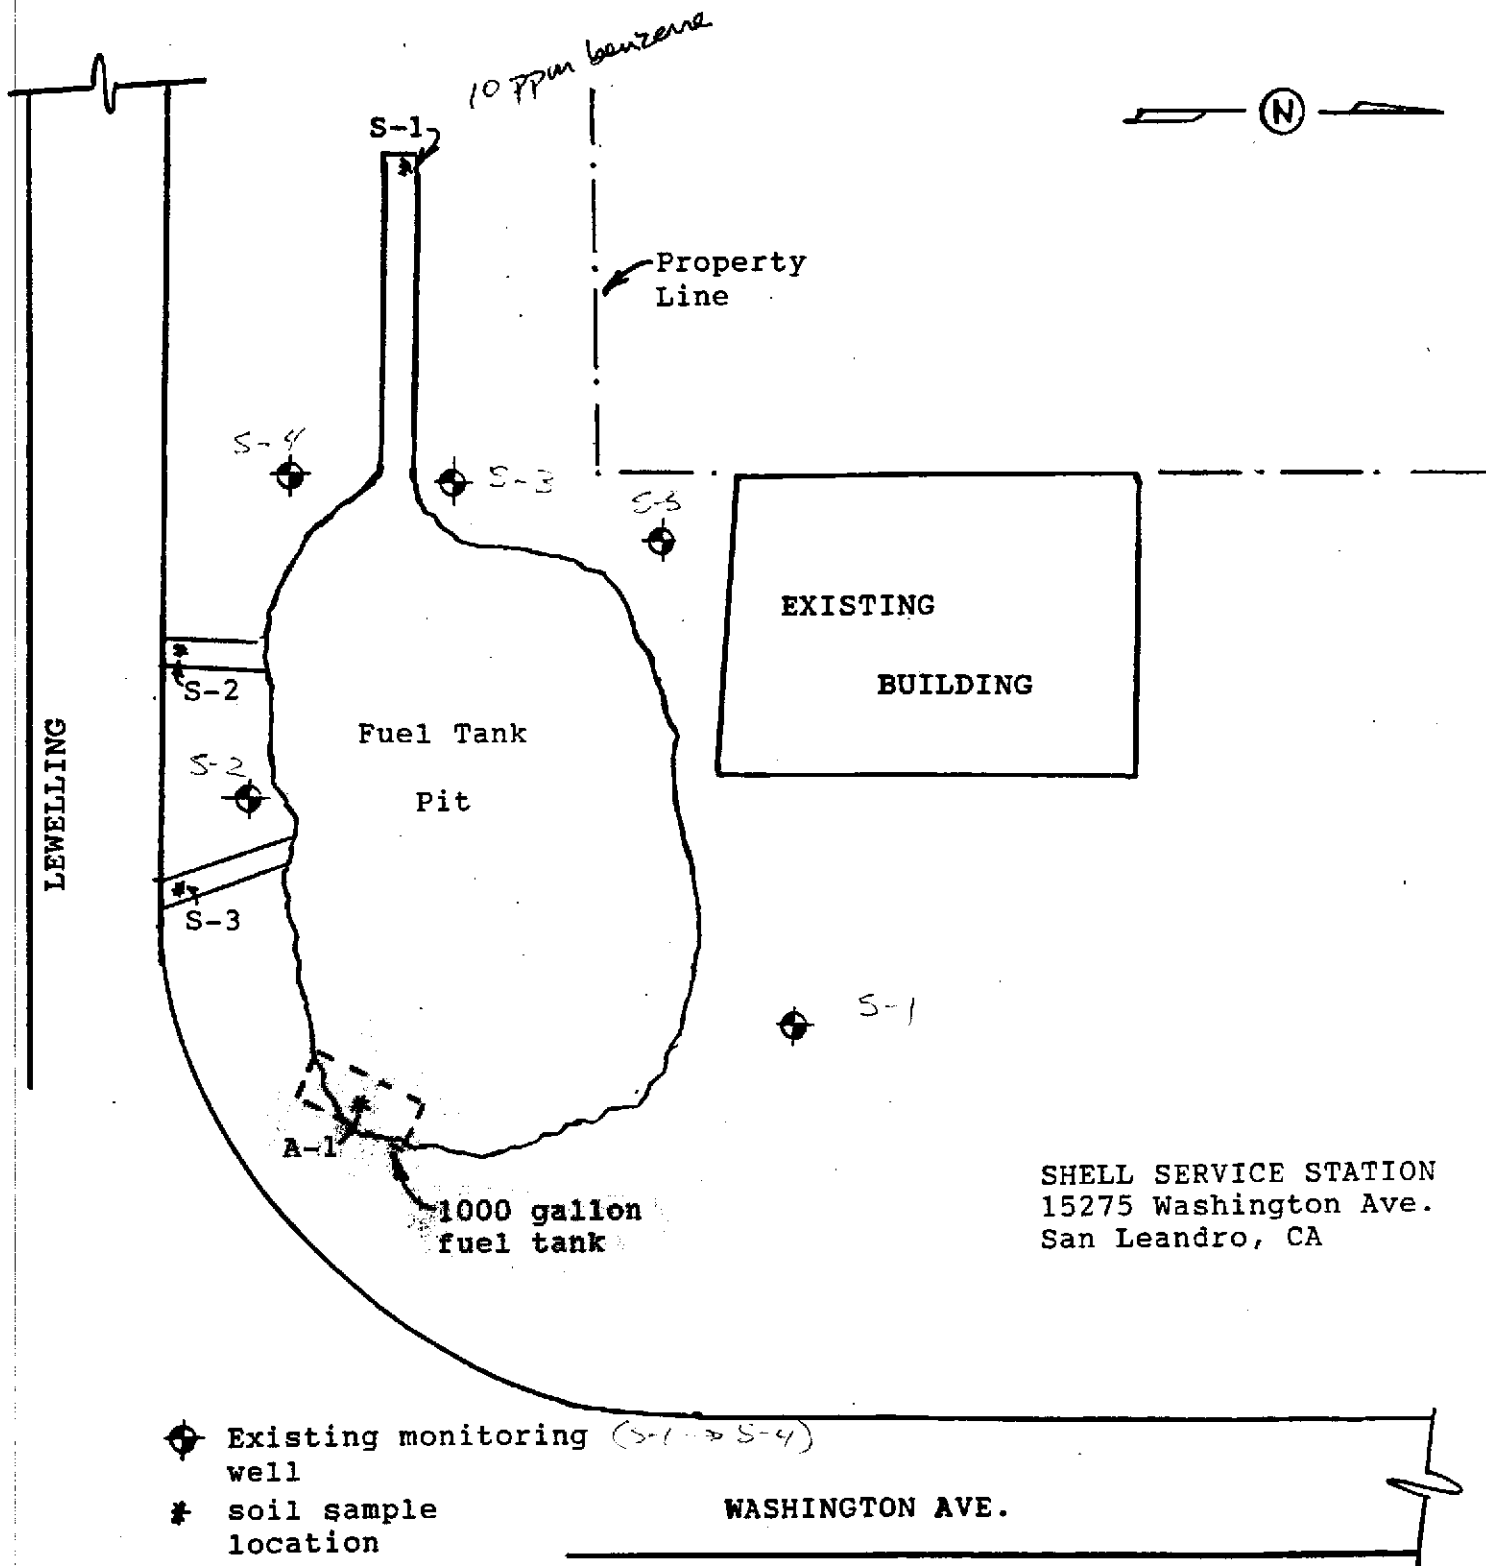 10 ppm benzene
S-1
N
Property
Line
S-4
S-3
S-5
EXISTING
BUILDING
S-2
Fuel Tank
Pit
S-2
LEWELLING
S-3
S-1
A-1
1000 gallon
fuel tank
SHELL SERVICE STATION
15275 Washington Ave.
San Leandro, CA
Existing monitoring (S-1 → S-4)
well
* soil sample
location
WASHINGTON AVE.